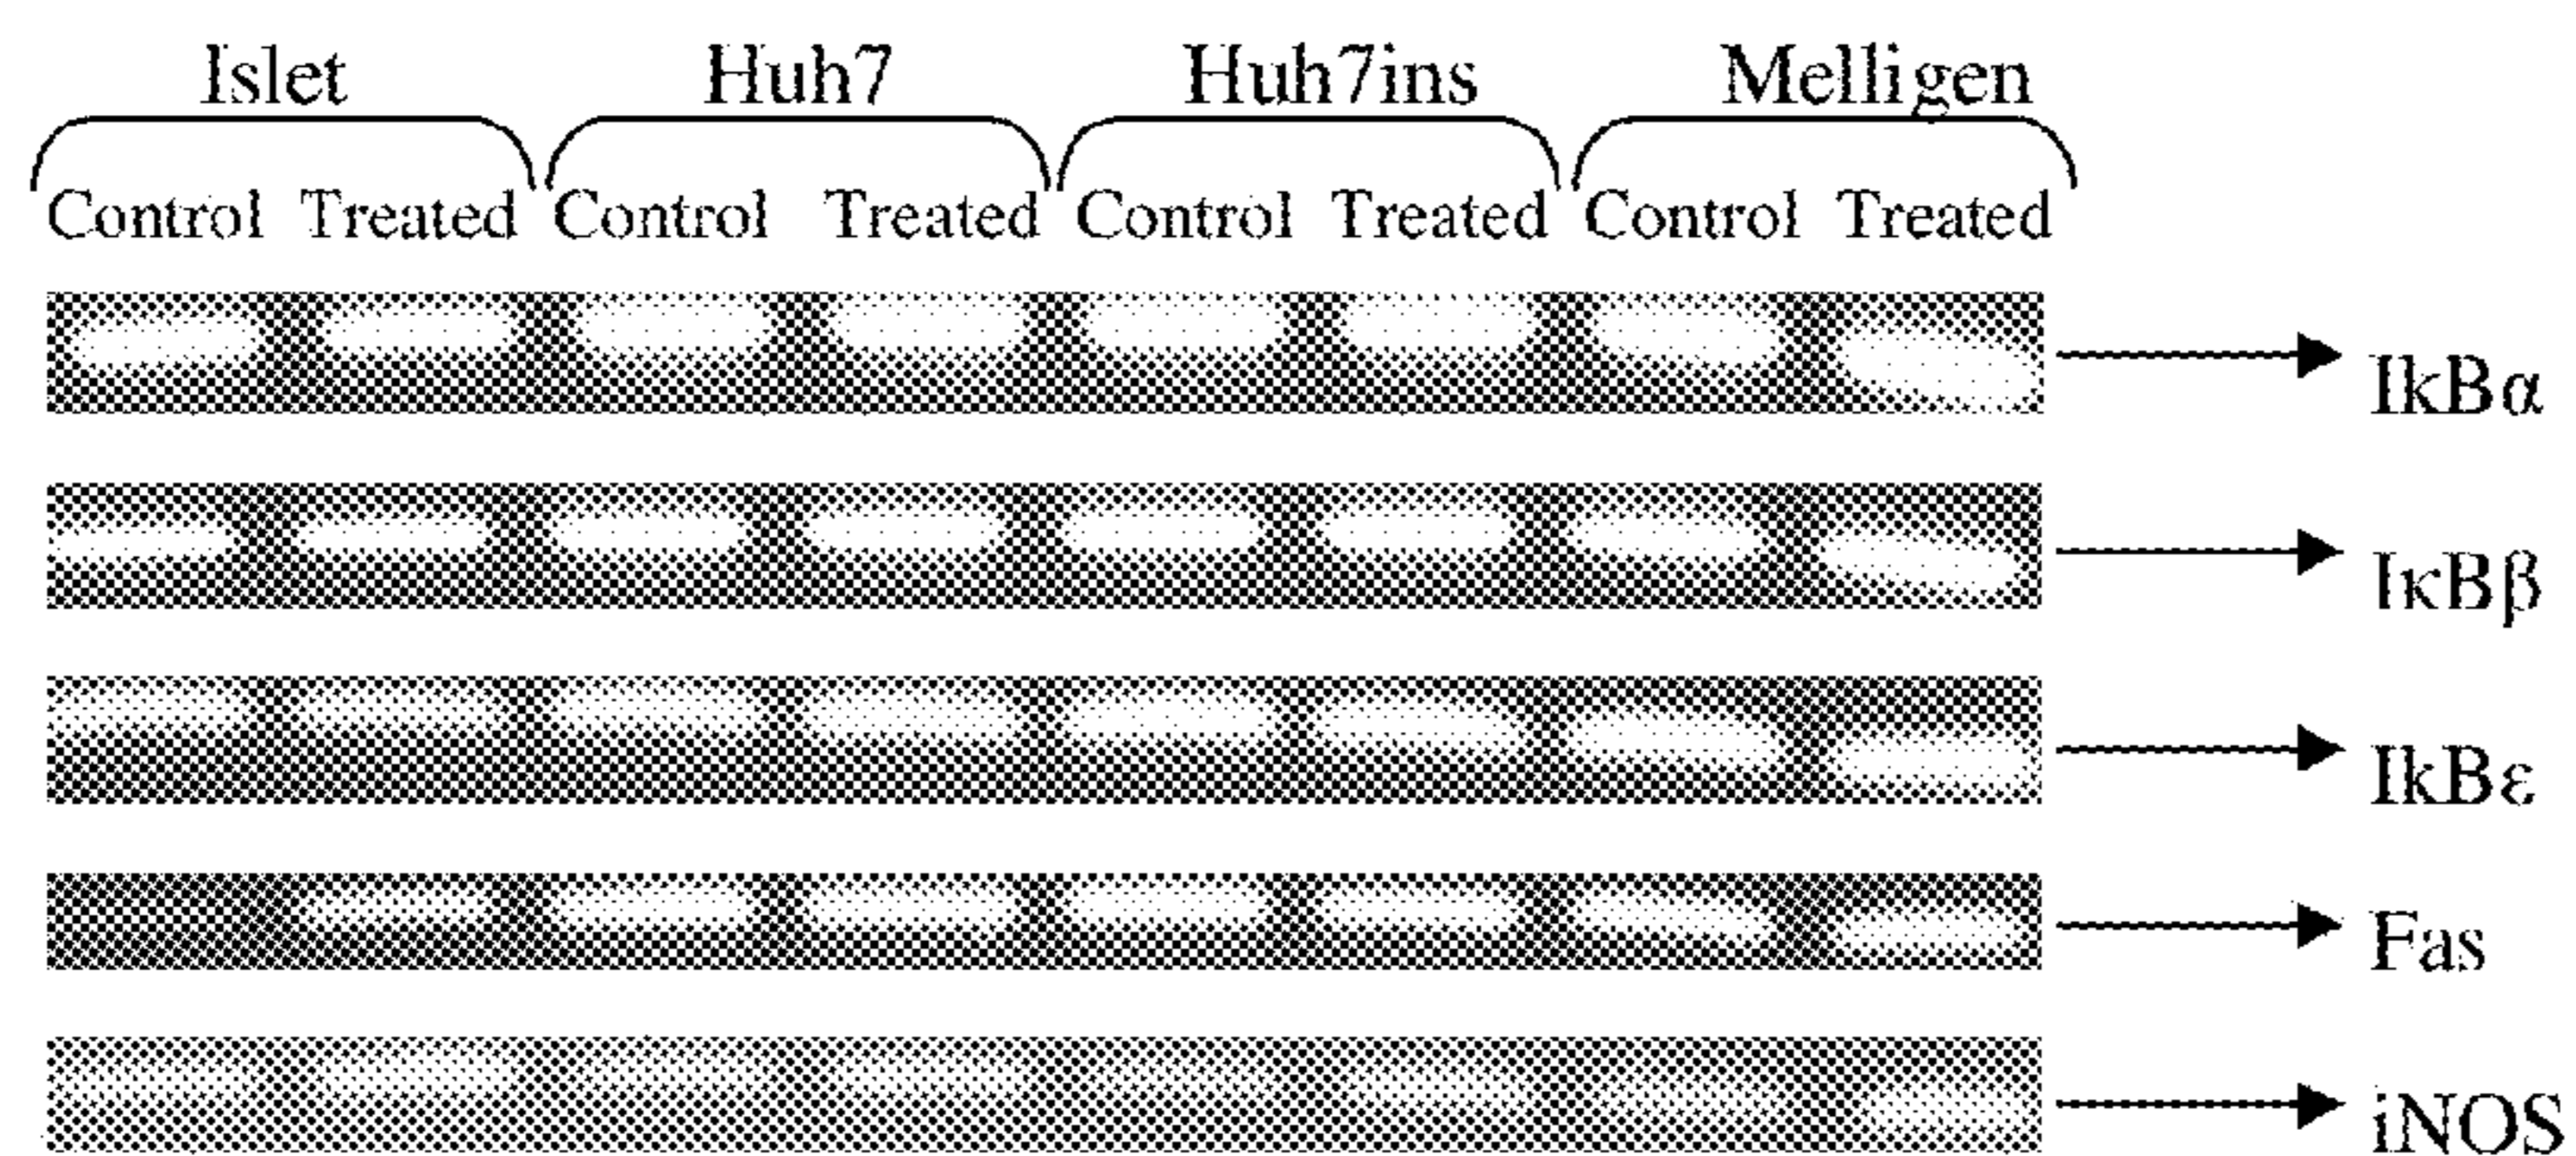 Islet Huh7 Huh7ins Melligen
Control Treated Control Treated Control Treated Control Treated
IkBα
IκBβ
IkBε
Fas
iNOS